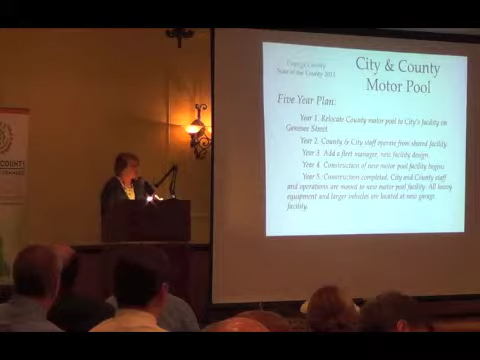 State of the County 2013
City & County
Motor Pool
Five Year Plan:
Year 1. Relocate County motor pool to City's facility on
Genesee Street
Year 2. County & City staff operate from shared facility.
Year 3. Add a fleet manager, new facility design.
Year 4. Construction of new motor pool facility begins
Year 5. Construction completed, City and County staff
and operations are moved to new motor pool facility. All heavy
equipment and larger vehicles are located at new garage
facility.
COUNTY